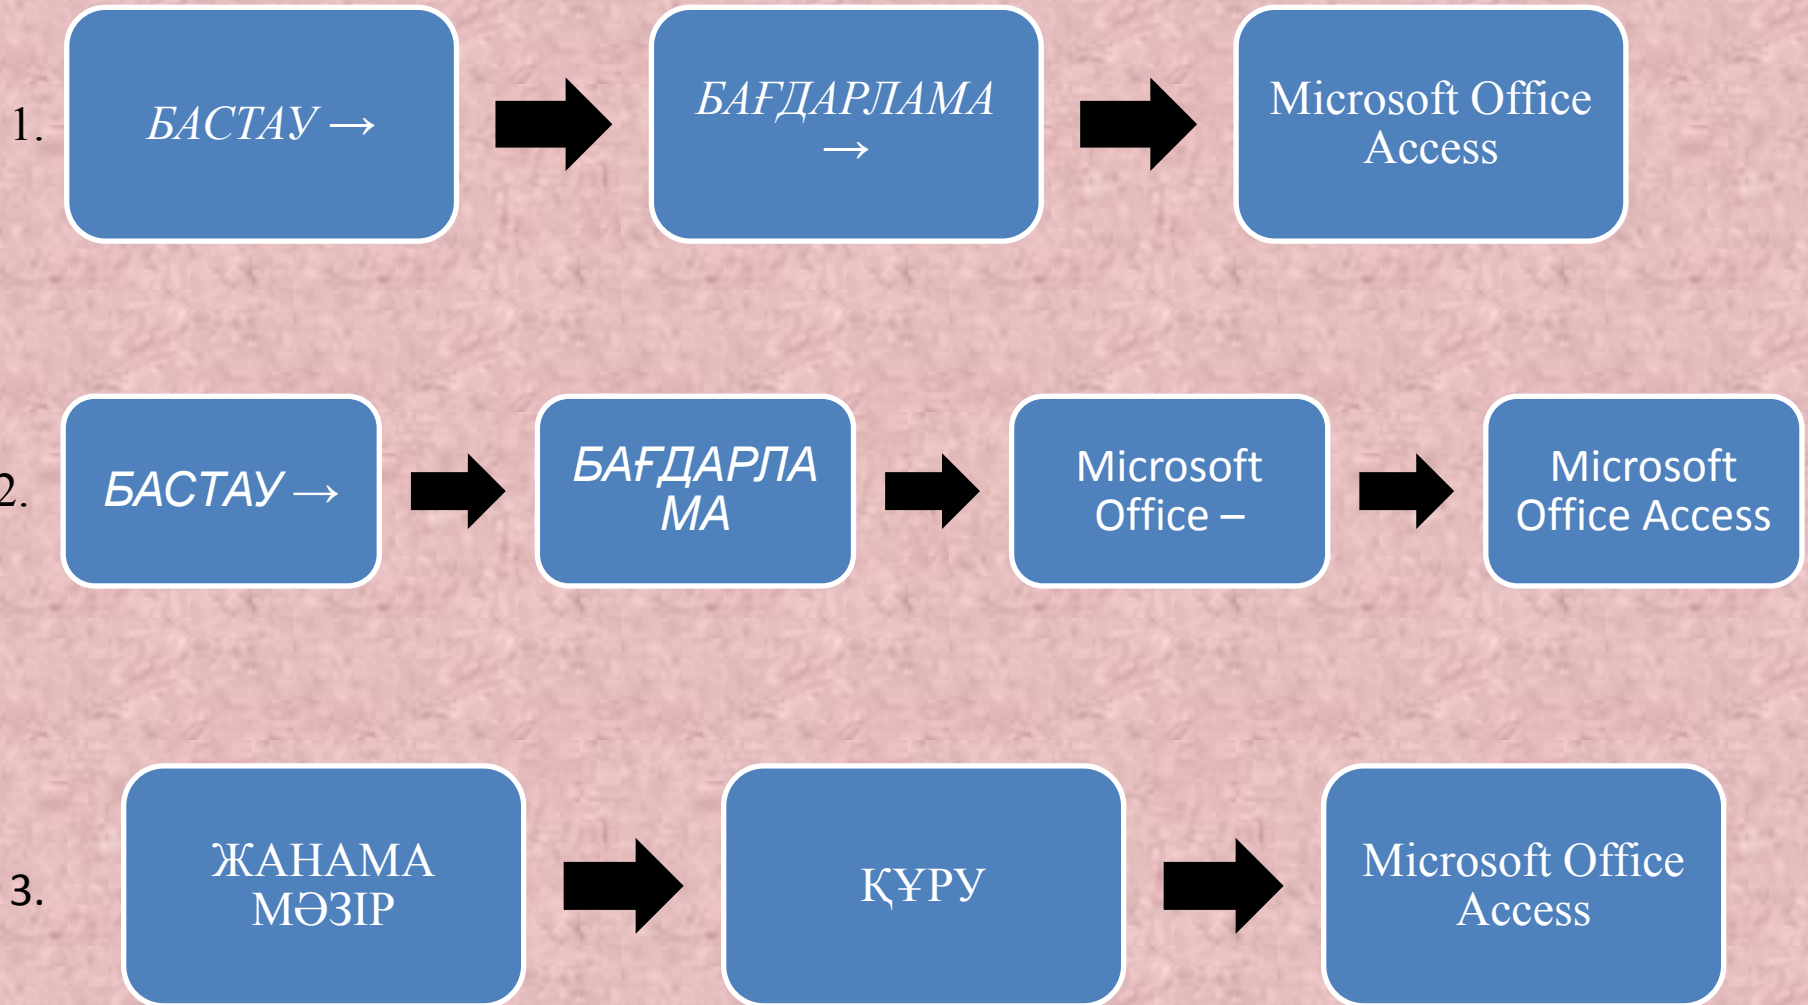 1.
БАСТАУ →
БАҒДАРЛАМА
→
Microsoft Office
Access
2.
БАСТАУ →
БАҒДАРЛА
МА
Microsoft
Office –
Microsoft
Office Access
3.
ЖАНАМА
МӘЗІР
ҚҰРУ
Microsoft Office
Access